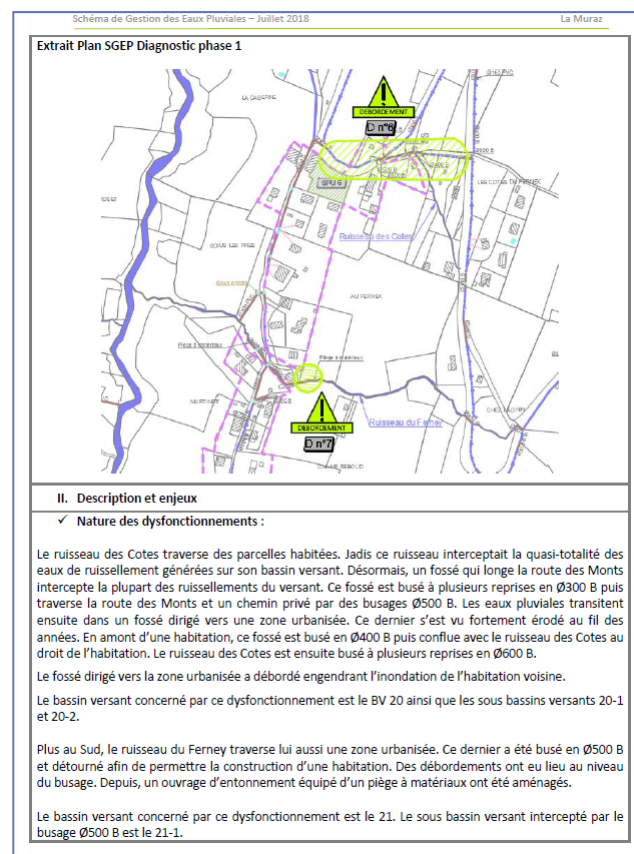 Schéma de Gestion des Eaux Pluviales – Juillet 2018 La Muraz
Extrait Plan SGEP Diagnostic phase 1
DEBORDEMENT
D n°6
SPU 6
LES COTES DU FERNEX
Ruisseau des Cotes
AU FERNEX
Piège à matériaux
Piège à matériaux
Ruisseau du Ferney
DEBORDEMENT
D n°7
II. Description et enjeux
✓ Nature des dysfonctionnements :
Le ruisseau des Cotes traverse des parcelles habitées. Jadis ce ruisseau interceptait la quasi-totalité des
eaux de ruissellement générées sur son bassin versant. Désormais, un fossé qui longe la route des Monts
intercepte la plupart des ruissellements du versant. Ce fossé est busé à plusieurs reprises en Ø300 B puis
traverse la route des Monts et un chemin privé par des busages Ø500 B. Les eaux pluviales transitent
ensuite dans un fossé dirigé vers une zone urbanisée. Ce dernier s’est vu fortement érodé au fil des
années. En amont d’une habitation, ce fossé est busé en Ø400 B puis conflue avec le ruisseau des Cotes au
droit de l’habitation. Le ruisseau des Cotes est ensuite busé à plusieurs reprises en Ø600 B.
Le fossé dirigé vers la zone urbanisée a débordé engendrant l’inondation de l’habitation voisine.
Le bassin versant concerné par ce dysfonctionnement est le BV 20 ainsi que les sous bassins versants 20-1
et 20-2.
Plus au Sud, le ruisseau du Ferney traverse lui aussi une zone urbanisée. Ce dernier a été busé en Ø500 B
et détourné afin de permettre la construction d’une habitation. Des débordements ont eu lieu au niveau
du busage. Depuis, un ouvrage d’entonnement équipé d’un piège à matériaux ont été aménagés.
Le bassin versant concerné par ce dysfonctionnement est le 21. Le sous bassin versant intercepté par le
busage Ø500 B est le 21-1.